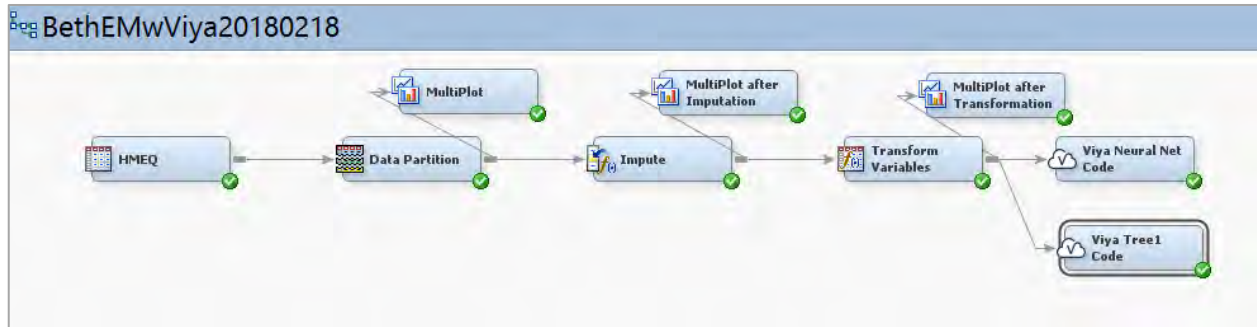 BethEMwViya20180218
MultiPlot
MultiPlot after
Imputation
MultiPlot after
Transformation
HMEQ
Data Partition
Impute
Transform
Variables
Viya Neural Net
Code
Viya Tree1
Code